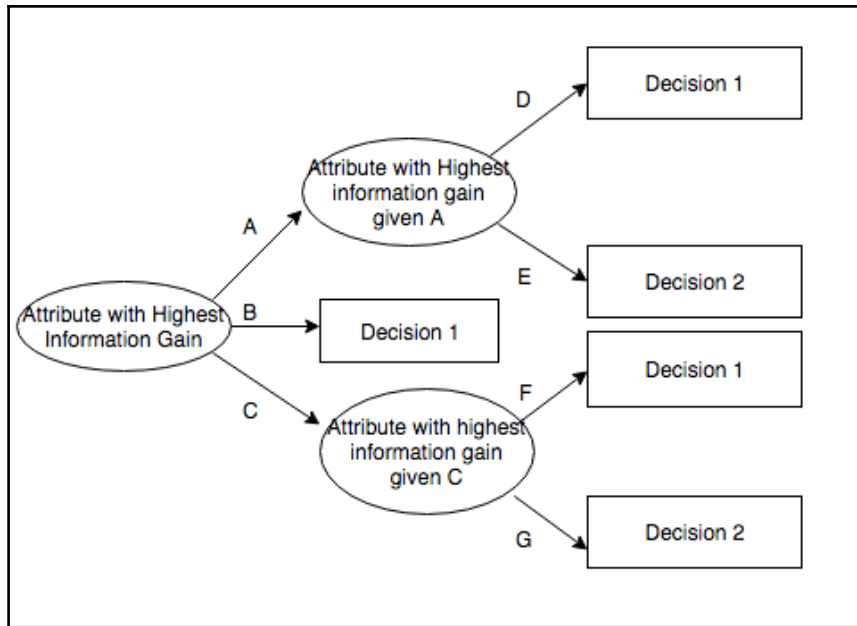 D
Decision 1
Attribute with Highest
information gain
given A
A
E
Decision 2
Attribute with Highest
Information Gain
B
Decision 1
C
F
Decision 1
Attribute with highest
information gain
given C
G
Decision 2